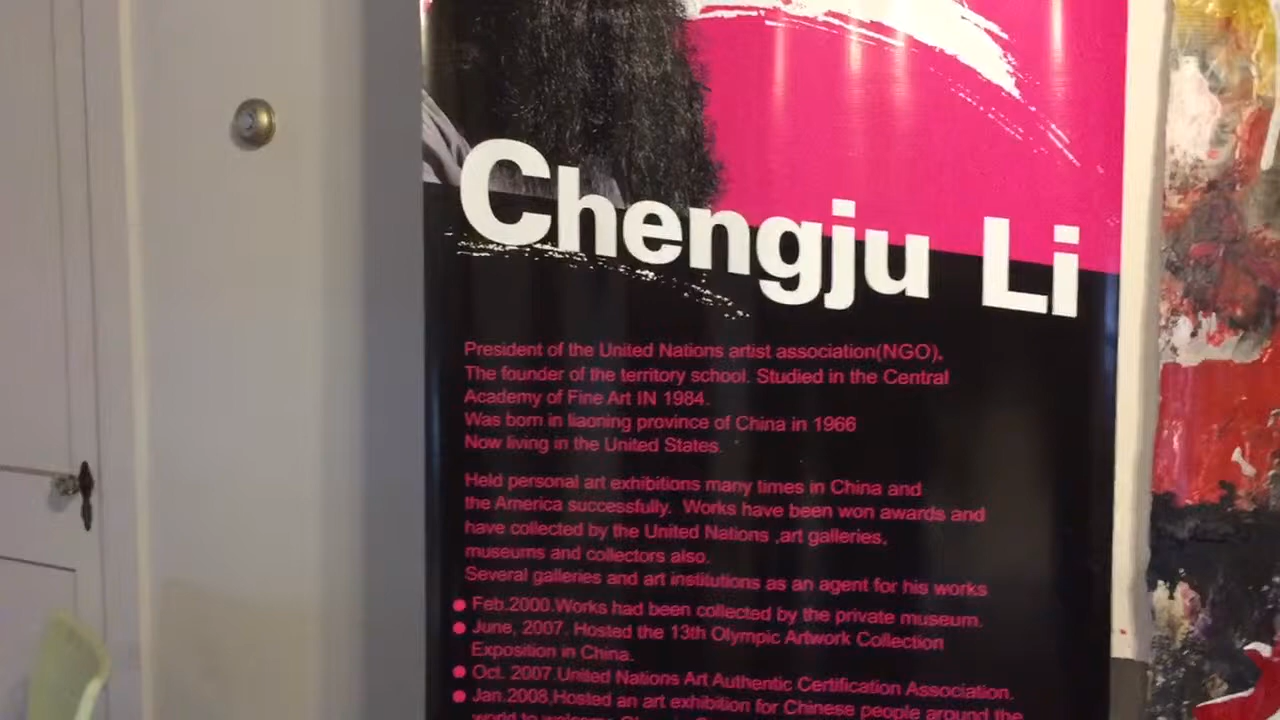 Chengju Li
President of the United Nations artist association(NGO),
The founder of the territory school. Studied in the Central
Academy of Fine Art IN 1984.
Was born in liaoning province of China in 1966
Now living in the United States.
Held personal art exhibitions many times in China and
the America successfully. Works have been won awards and
have collected by the United Nations ,art galleries,
museums and collectors also.
Several galleries and art institutions as an agent for his works
Feb.2000.Works had been collected by the private museum.
June, 2007. Hosted the 13th Olympic Artwork Collection
Exposition in China.
Oct. 2007.United Nations Art Authentic Certification Association.
Jan.2008,Hosted an art exhibition for Chinese people around the
world to welcome